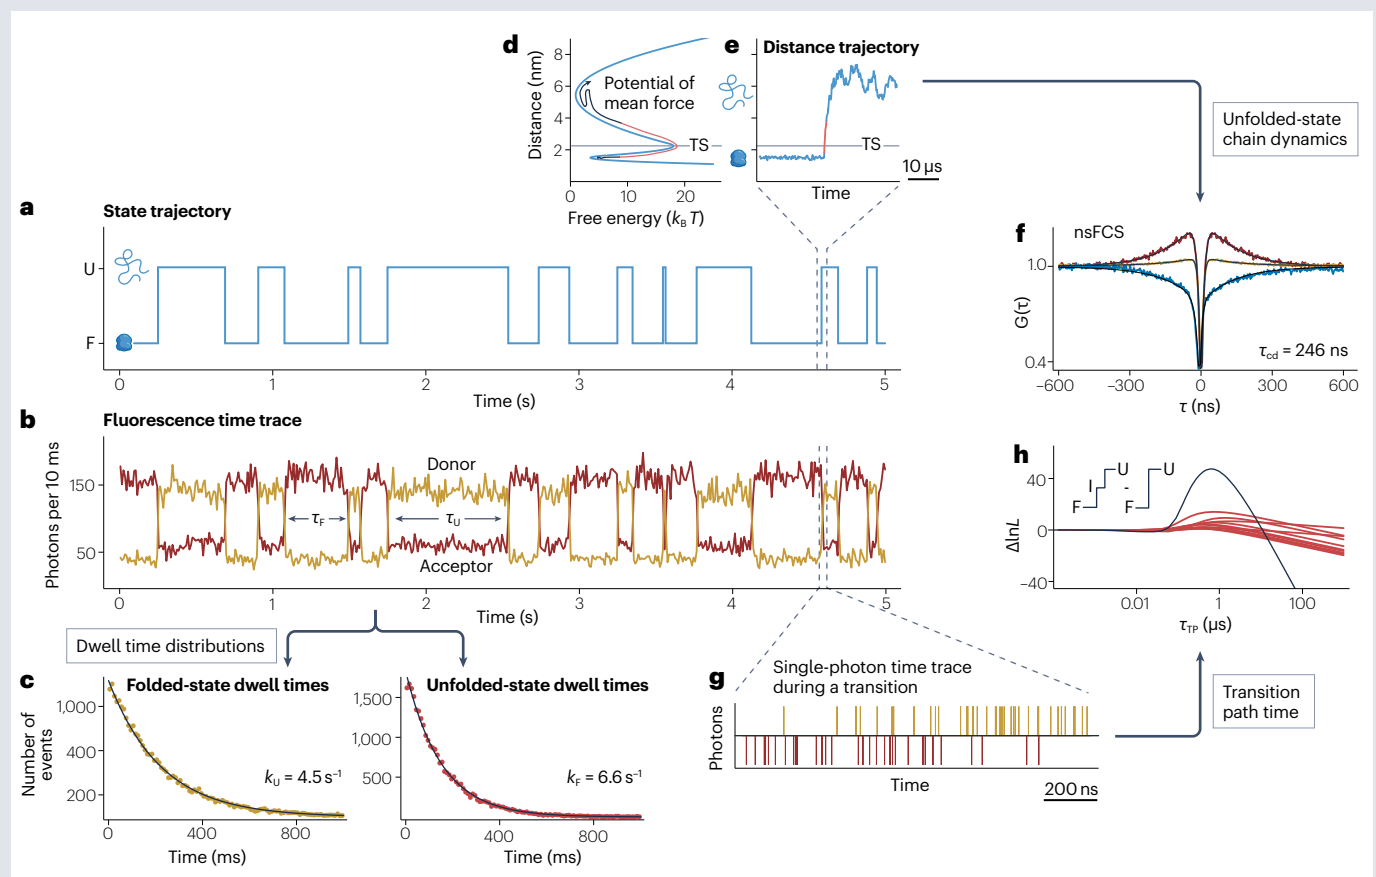 d
Distance (nm)
8
6
4
2
Potential of
mean force
TS
0
10
20
Free energy (kB T)
e
Distance trajectory
TS
10 µs
Time
Unfolded-state
chain dynamics
a
State trajectory
U
F
0
1
2
3
4
5
Time (s)
f
nsFCS
G(τ)
1.0
0.4
τcd = 246 ns
−600
−300
0
300
600
τ (ns)
b
Fluorescence time trace
Photons per 10 ms
150
50
Donor
τF
τU
Acceptor
0
1
2
3
4
5
Time (s)
h
ΔlnL
40
0
−40
U
I
F
-
U
F
0.01
1
100
τTP (µs)
Dwell time distributions
c
Folded-state dwell times
Number of
events
1,000
400
200
kU = 4.5 s−1
0
400
800
Time (ms)
Unfolded-state dwell times
1,500
1,000
500
kF = 6.6 s−1
0
400
800
Time (ms)
g
Single-photon time trace
during a transition
Photons
Time
200 ns
Transition
path time